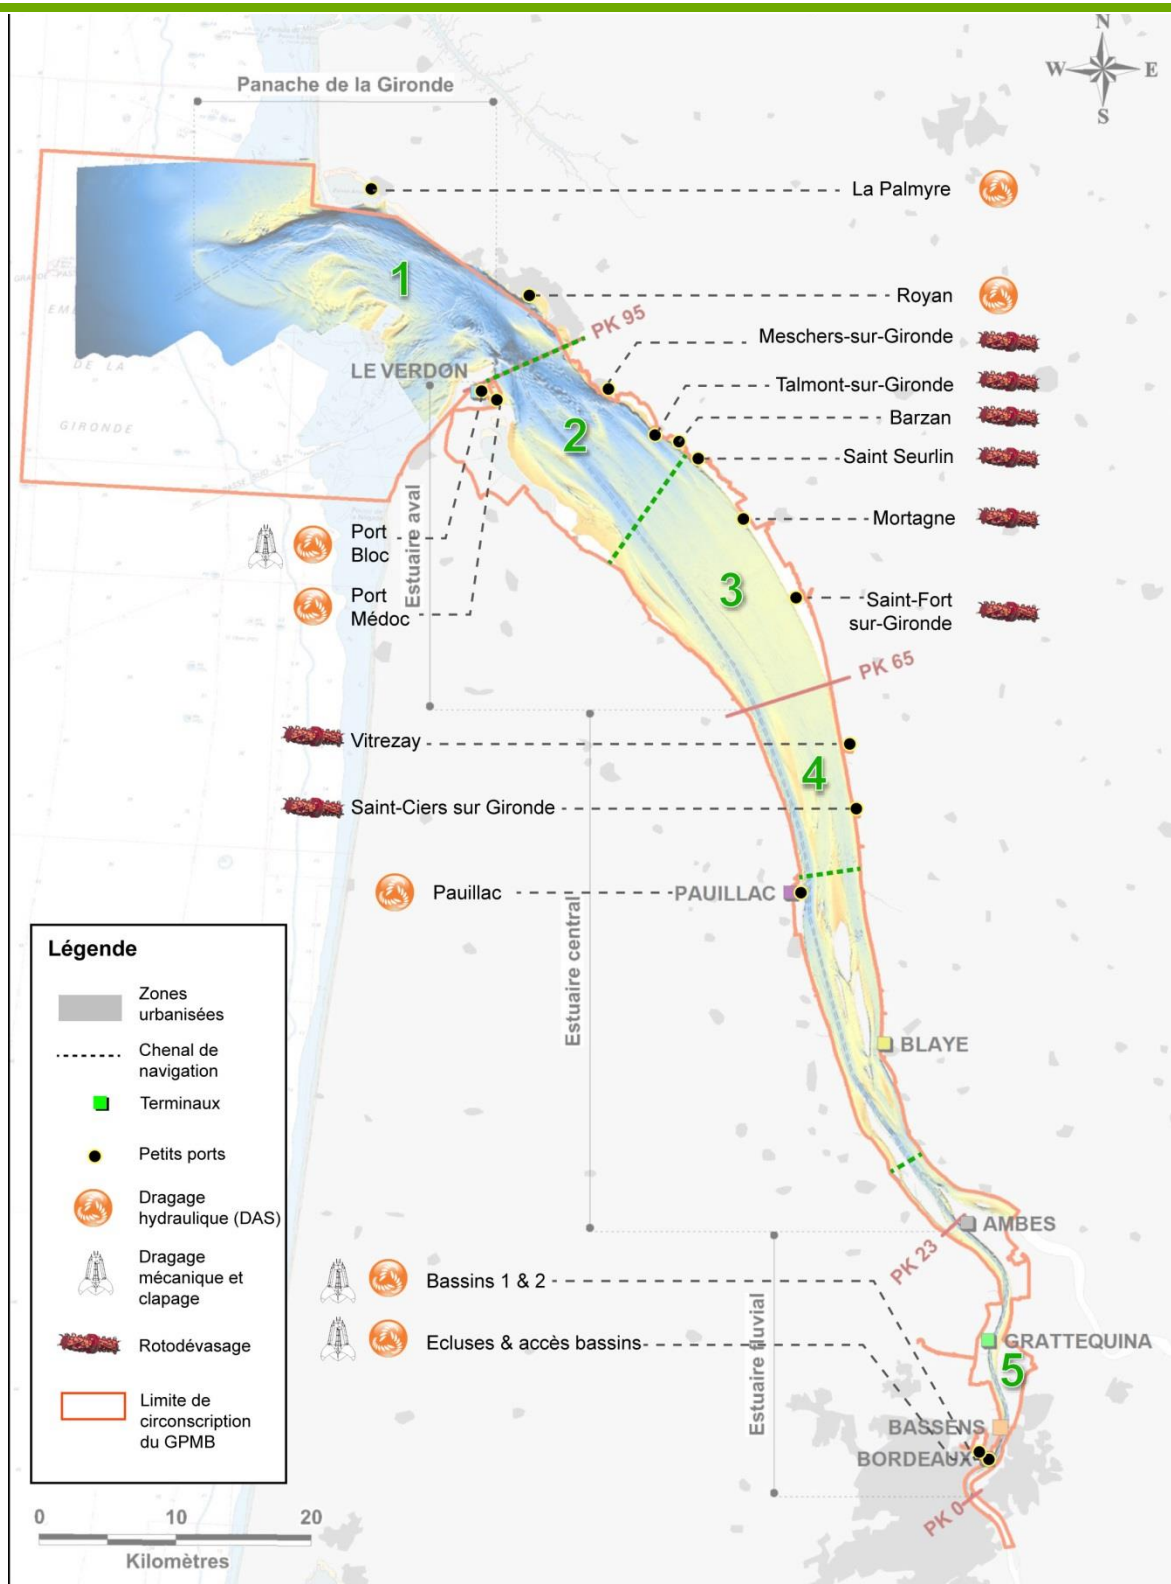 N
W
E
S
Panache de la Gironde
La Palmyre
1
Royan
PK 95
Meschers-sur-Gironde
LE VERDON
Talmont-sur-Gironde
Barzan
2
Saint Seurlin
GIRONDE
DE LA
Mortagne
Port
Bloc
Estuaire aval
3
Port
Médoc
Saint-Fort
sur-Gironde
PK 65
Vitrezay
4
Saint-Ciers sur Gironde
Pauillac
PAUILLAC
Estuaire central
Légende
Zones
urbanisées
Chenal de
navigation
BLAYE
Terminaux
Petits ports
Dragage
hydraulique (DAS)
AMBES
PK 23
Dragage
mécanique et
clapage
Bassins 1 & 2
Ecluses & accès bassins
Estuaire fluvial
GRATTEQUINA
5
Rotodévasage
Limite de
circonscription
du GPMB
BASSENS
BORDEAUX
PK 0
0 10 20
Kilomètres